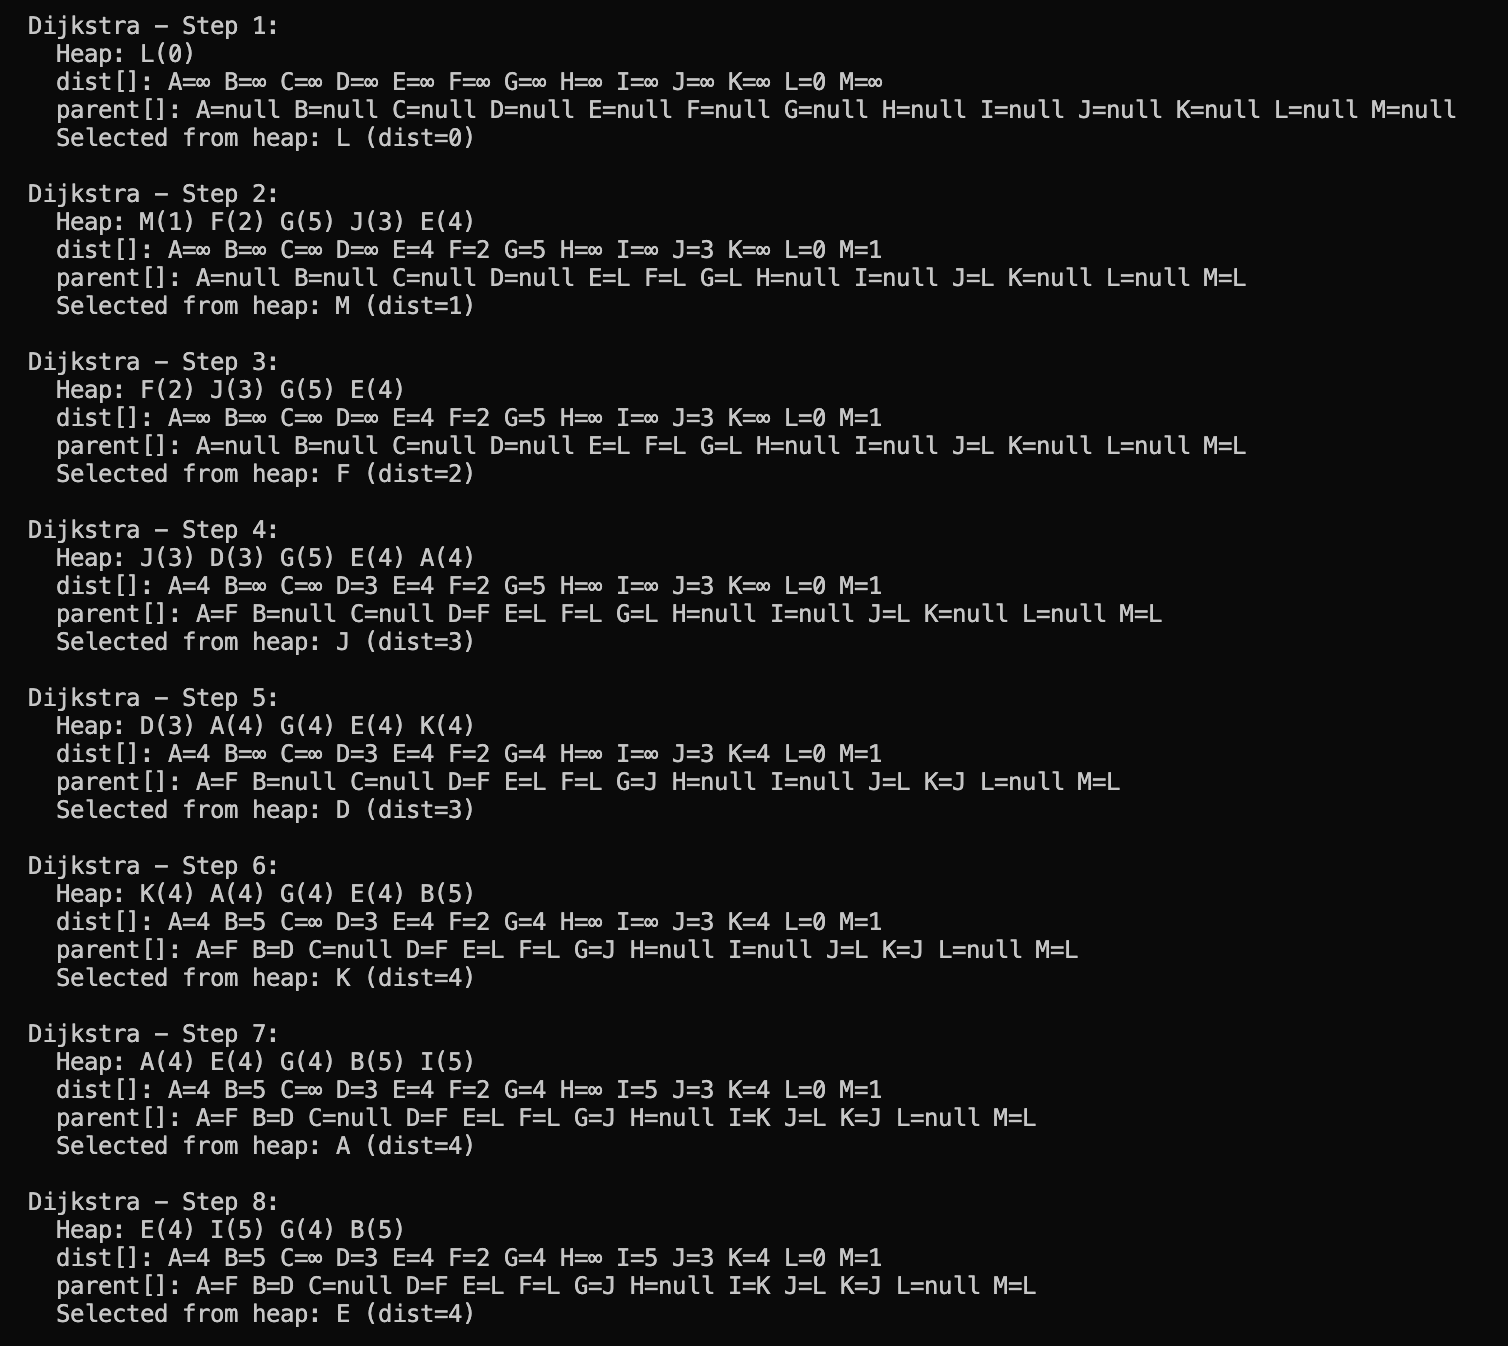 Dijkstra – Step 1:
  Heap: L(0)
  dist[]: A=∞ B=∞ C=∞ D=∞ E=∞ F=∞ G=∞ H=∞ I=∞ J=∞ K=∞ L=0 M=∞
  parent[]: A=null B=null C=null D=null E=null F=null G=null H=null I=null J=null K=null L=null M=null
  Selected from heap: L (dist=0)

Dijkstra – Step 2:
  Heap: M(1) F(2) G(5) J(3) E(4)
  dist[]: A=∞ B=∞ C=∞ D=∞ E=4 F=2 G=5 H=∞ I=∞ J=3 K=∞ L=0 M=1
  parent[]: A=null B=null C=null D=null E=L F=L G=L H=null I=null J=L K=null L=null M=L
  Selected from heap: M (dist=1)

Dijkstra – Step 3:
  Heap: F(2) J(3) G(5) E(4)
  dist[]: A=∞ B=∞ C=∞ D=∞ E=4 F=2 G=5 H=∞ I=∞ J=3 K=∞ L=0 M=1
  parent[]: A=null B=null C=null D=null E=L F=L G=L H=null I=null J=L K=null L=null M=L
  Selected from heap: F (dist=2)

Dijkstra – Step 4:
  Heap: J(3) D(3) G(5) E(4) A(4)
  dist[]: A=4 B=∞ C=∞ D=3 E=4 F=2 G=5 H=∞ I=∞ J=3 K=∞ L=0 M=1
  parent[]: A=F B=null C=null D=F E=L F=L G=L H=null I=null J=L K=null L=null M=L
  Selected from heap: J (dist=3)

Dijkstra – Step 5:
  Heap: D(3) A(4) G(4) E(4) K(4)
  dist[]: A=4 B=∞ C=∞ D=3 E=4 F=2 G=4 H=∞ I=∞ J=3 K=4 L=0 M=1
  parent[]: A=F B=null C=null D=F E=L F=L G=J H=null I=null J=L K=J L=null M=L
  Selected from heap: D (dist=3)

Dijkstra – Step 6:
  Heap: K(4) A(4) G(4) E(4) B(5)
  dist[]: A=4 B=5 C=∞ D=3 E=4 F=2 G=4 H=∞ I=∞ J=3 K=4 L=0 M=1
  parent[]: A=F B=D C=null D=F E=L F=L G=J H=null I=null J=L K=J L=null M=L
  Selected from heap: K (dist=4)

Dijkstra – Step 7:
  Heap: A(4) E(4) G(4) B(5) I(5)
  dist[]: A=4 B=5 C=∞ D=3 E=4 F=2 G=4 H=∞ I=5 J=3 K=4 L=0 M=1
  parent[]: A=F B=D C=null D=F E=L F=L G=J H=null I=K J=L K=J L=null M=L
  Selected from heap: A (dist=4)

Dijkstra – Step 8:
  Heap: E(4) I(5) G(4) B(5)
  dist[]: A=4 B=5 C=∞ D=3 E=4 F=2 G=4 H=∞ I=5 J=3 K=4 L=0 M=1
  parent[]: A=F B=D C=null D=F E=L F=L G=J H=null I=K J=L K=J L=null M=L
  Selected from heap: E (dist=4)